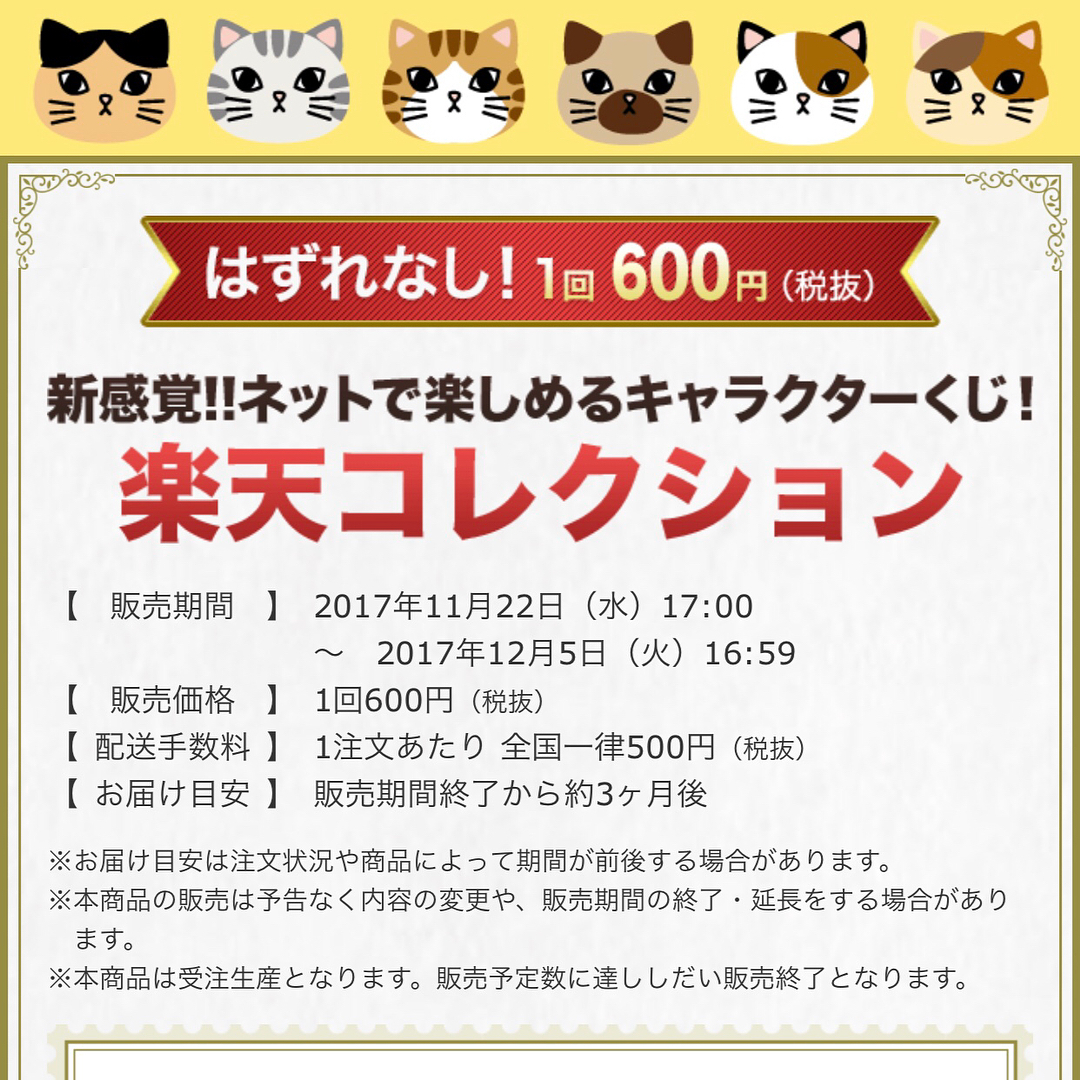 はずれなし！1回 600円（税抜）
新感覚!!ネットで楽しめるキャラクターくじ！
楽天コレクション
【　販売期間　】 2017年11月22日（水）17:00
～　2017年12月5日（火）16:59
【　販売価格　】 1回600円（税抜）
【 配送手数料 】 1注文あたり 全国一律500円（税抜）
【 お届け目安 】 販売期間終了から約3ヶ月後
※お届け目安は注文状況や商品によって期間が前後する場合があります。
※本商品の販売は予告なく内容の変更や、販売期間の終了・延長をする場合があり
ます。
※本商品は受注生産となります。販売予定数に達ししだい販売終了となります。